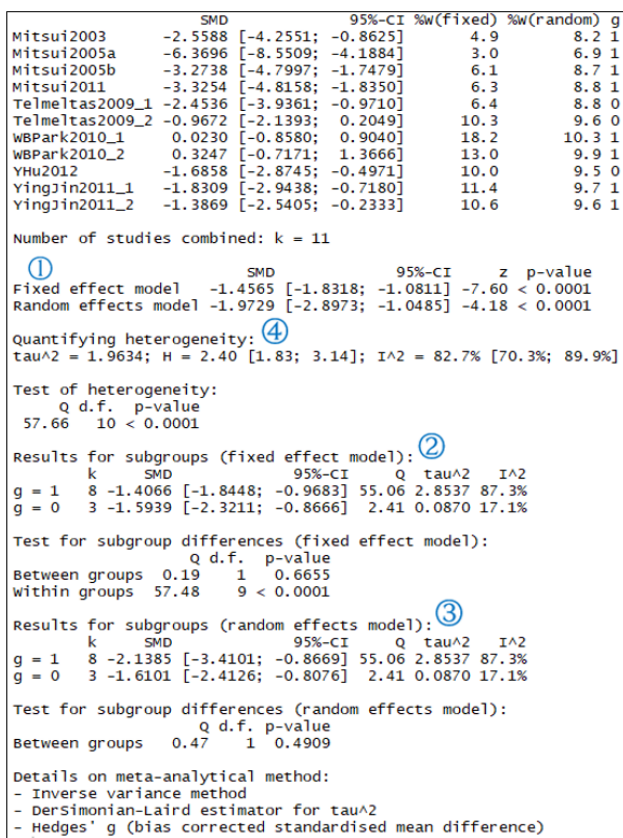 SMD 95%-CI %W(fixed) %W(random) g
Mitsui2003 -2.5588 [-4.2551; -0.8625] 4.9 8.2 1
Mitsui2005a -6.3696 [-8.5509; -4.1884] 3.0 6.9 1
Mitsui2005b -3.2738 [-4.7997; -1.7479] 6.1 8.7 1
Mitsui2011 -3.3254 [-4.8158; -1.8350] 6.3 8.8 1
Telmeltas2009_1 -2.4536 [-3.9361; -0.9710] 6.4 8.8 0
Telmeltas2009_2 -0.9672 [-2.1393; 0.2049] 10.3 9.6 0
WBPark2010_1 0.0230 [-0.8580; 0.9040] 18.2 10.3 1
WBPark2010_2 0.3247 [-0.7171; 1.3666] 13.0 9.9 1
YHu2012 -1.6858 [-2.8745; -0.4971] 10.0 9.5 0
YingJin2011_1 -1.8309 [-2.9438; -0.7180] 11.4 9.7 1
YingJin2011_2 -1.3869 [-2.5405; -0.2333] 10.6 9.6 1
Number of studies combined: k = 11
①
SMD 95%-CI z p-value
Fixed effect model -1.4565 [-1.8318; -1.0811] -7.60 < 0.0001
Random effects model -1.9729 [-2.8973; -1.0485] -4.18 < 0.0001
Quantifying heterogeneity: ④
tau^2 = 1.9634; H = 2.40 [1.83; 3.14]; I^2 = 82.7% [70.3%; 89.9%]
Test of heterogeneity:
Q d.f. p-value
57.66 10 < 0.0001
Results for subgroups (fixed effect model): ②
k SMD 95%-CI Q tau^2 I^2
g = 1 8 -1.4066 [-1.8448; -0.9683] 55.06 2.8537 87.3%
g = 0 3 -1.5939 [-2.3211; -0.8666] 2.41 0.0870 17.1%
Test for subgroup differences (fixed effect model):
Q d.f. p-value
Between groups 0.19 1 0.6655
Within groups 57.48 9 < 0.0001
Results for subgroups (random effects model): ③
k SMD 95%-CI Q tau^2 I^2
g = 1 8 -2.1385 [-3.4101; -0.8669] 55.06 2.8537 87.3%
g = 0 3 -1.6101 [-2.4126; -0.8076] 2.41 0.0870 17.1%
Test for subgroup differences (random effects model):
Q d.f. p-value
Between groups 0.47 1 0.4909
Details on meta-analytical method:
- Inverse variance method
- DerSimonian-Laird estimator for tau^2
- Hedges' g (bias corrected standardised mean difference)